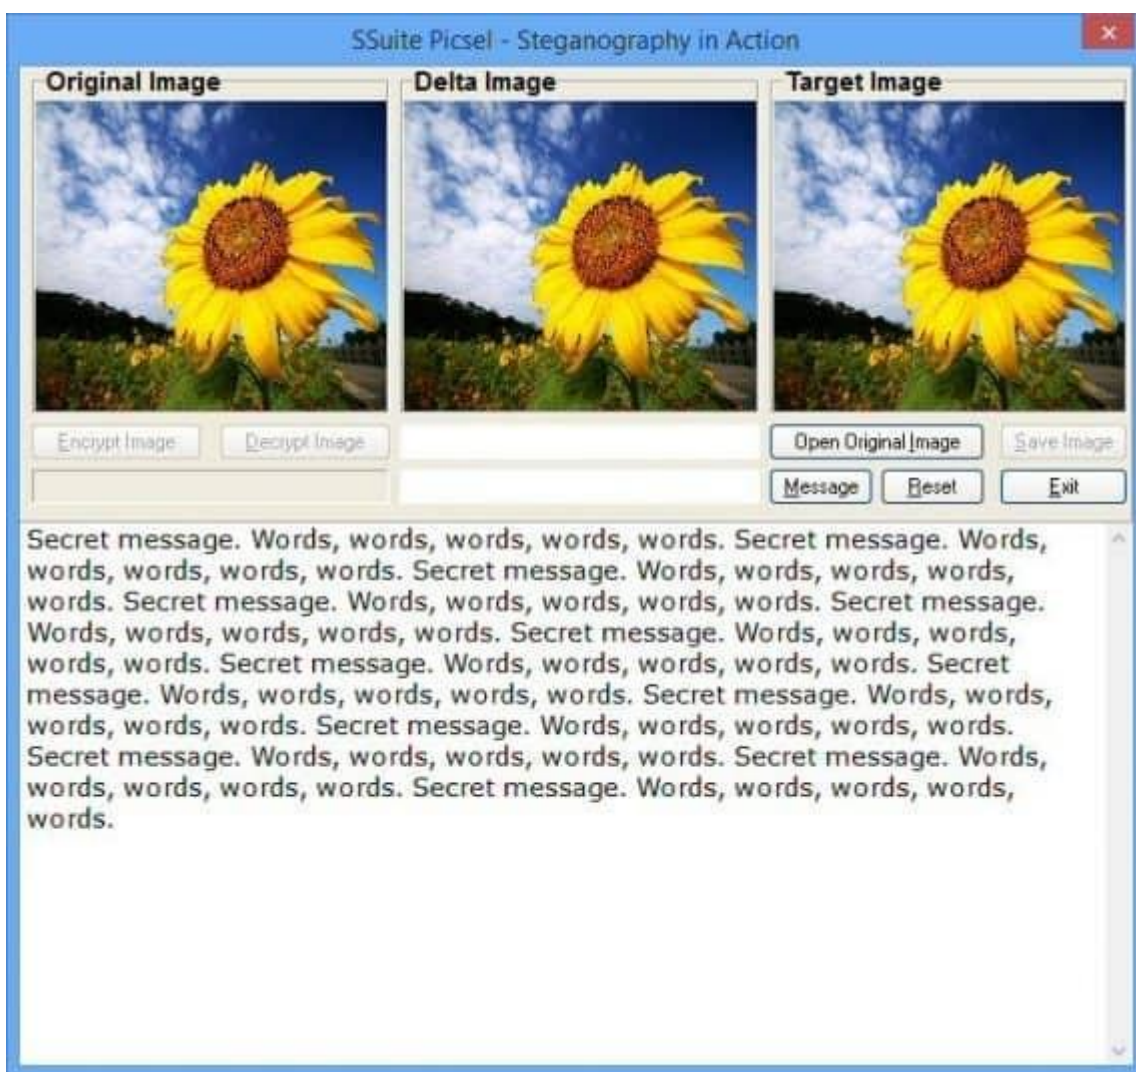 SSuite Picsel - Steganography in Action
Original Image
Delta Image
Target Image
Encrypt Image
Decrypt Image
Open Original Image
Save Image
Message
Reset
Exit
Secret message. Words, words, words, words, words. Secret message. Words,
words, words, words, words. Secret message. Words, words, words, words,
words. Secret message. Words, words, words, words, words. Secret message.
Words, words, words, words, words. Secret message. Words, words, words,
words, words. Secret message. Words, words, words, words, words. Secret
message. Words, words, words, words, words. Secret message. Words, words,
words, words, words. Secret message. Words, words, words, words, words.
Secret message. Words, words, words, words, words. Secret message. Words,
words, words, words, words. Secret message. Words, words, words, words,
words.